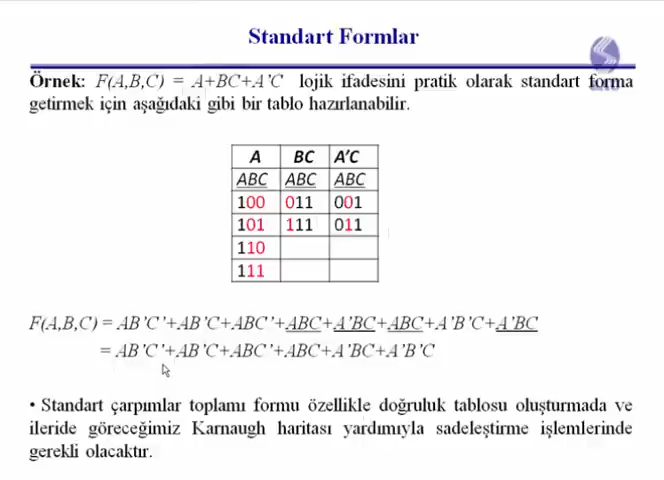 Standart Formlar
Örnek: F(A,B,C) = A+BC+A’C lojik ifadesini pratik olarak standart forma
getirmek için aşağıdaki gibi bir tablo hazırlanabilir.
A BC A’C
ABC ABC ABC
100 011 001
101 111 011
110
111
F(A,B,C) = AB’C’+AB’C+ABC’+ABC+A’BC+ABC+A’B’C+A’BC
= AB’C’+AB’C+ABC’+ABC+A’BC+A’B’C
• Standart çarpımlar toplamı formu özellikle doğruluk tablosu oluşturmada ve
ileride göreceğimiz Karnaugh haritası yardımıyla sadeleştirme işlemlerinde
gerekli olacaktır.